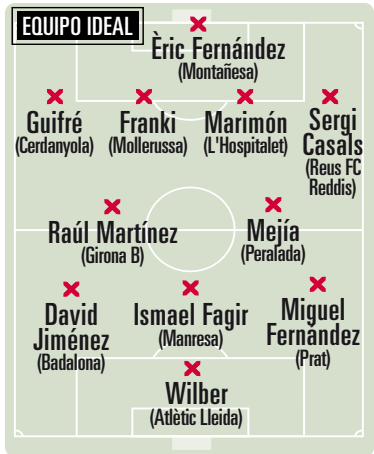 EQUIPO IDEAL
Èric Fernández
(Montañesa)
Guifré
(Cerdanyola)
Franki
(Mollerussa)
Marimón
(L'Hospitalet)
Sergi
Casals
(Reus FC
Reddis)
Raúl Martínez
(Girona B)
Mejía
(Peralada)
David
Jiménez
(Badalona)
Ismael Fagir
(Manresa)
Miguel
Fernández
(Prat)
Wilber
(Atlètic Lleida)